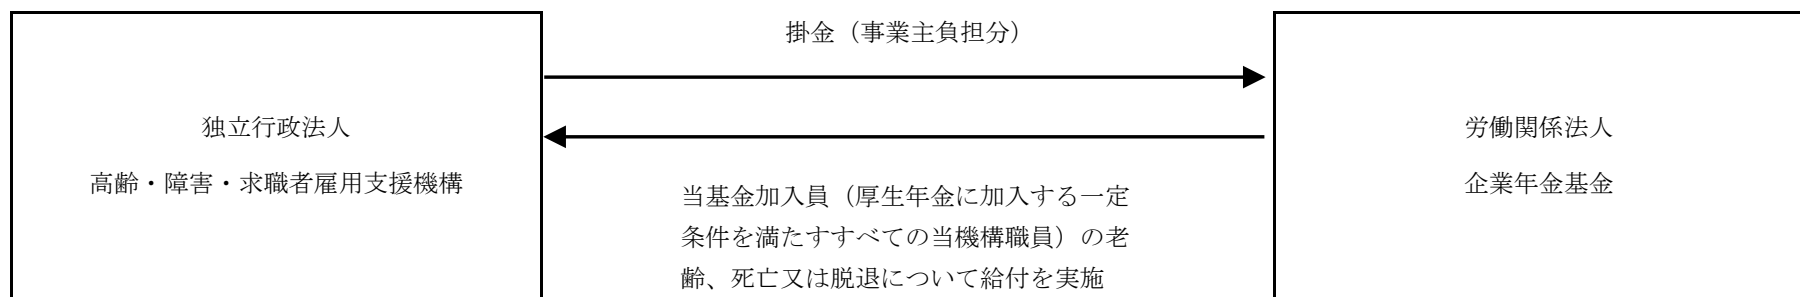 掛金（事業主負担分）
独立行政法人
高齢・障害・求職者雇用支援機構
当基金加入員（厚生年金に加入する一定
条件を満たすすべての当機構職員）の老
齢、死亡又は脱退について給付を実施
労働関係法人
企業年金基金